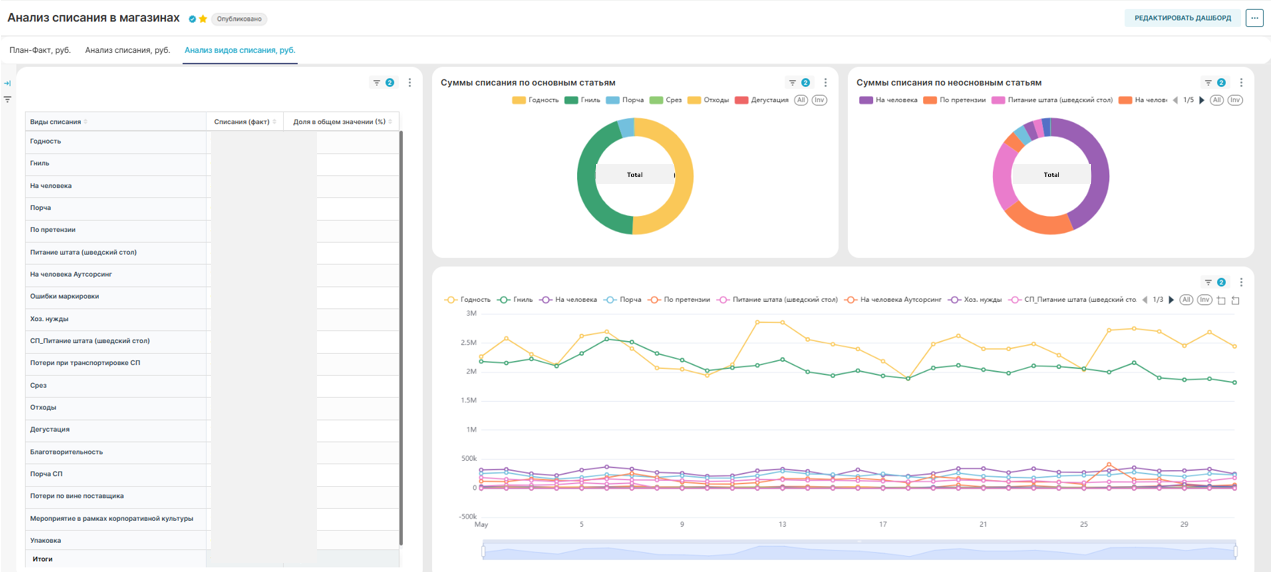 Анализ списания в магазинах
Опубликовано
РЕДАКТИРОВАТЬ ДАШБОРД
План-Факт, руб.
Анализ списания, руб.
Анализ видов списания, руб.
2
Виды списания
Списания (факт)
Доля в общем значении (%)
Годность
Гниль
На человека
Порча
По претензии
Питание штата (шведский стол)
На человека Аутсорсинг
Ошибки маркировки
Хоз. нужды
СП_Питание штата (шведский стол)
Потери при транспортировке СП
Срез
Отходы
Дегустация
Благотворительность
Порча СП
Потери по вине поставщика
Мероприятие в рамках корпоративной культуры
Упаковка
Итоги
Суммы списания по основным статьям
2
Годность
Гниль
Порча
Срез
Отходы
Дегустация
All
Inv
Total
Суммы списания по неосновным статьям
2
На человека
По претензии
Питание штата (шведский стол)
На челов
1/5
All
Inv
Total
2
Годность
Гниль
На человека
Порча
По претензии
Питание штата (шведский стол)
На человека Аутсорсинг
Хоз. нужды
СП_Питание штата (шведский сто
1/3
All
Inv
3M
2.5M
2M
1.5M
1M
500k
0
-500k
May
5
9
13
17
21
25
29